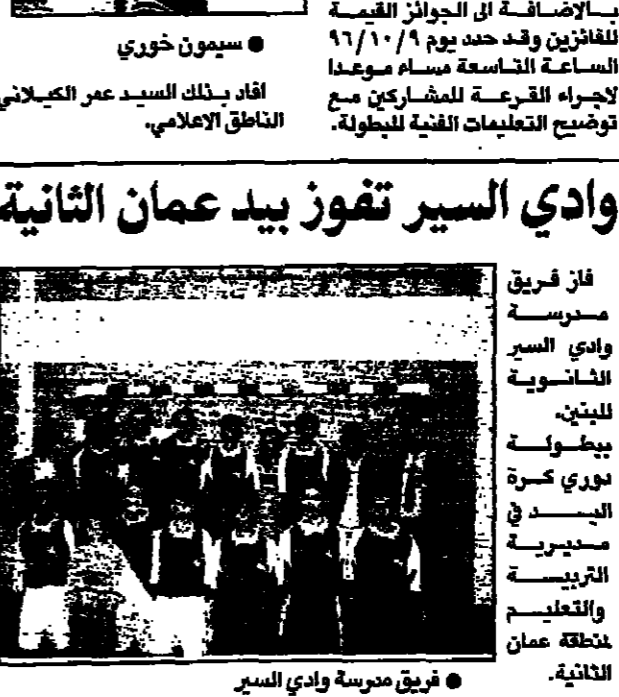 بالإضافة الى الجوائز القيمة
للفائزين وقد حدد يوم ٩٦/١٠/٩
الساعة التاسعة مساء موعدا
لاجراء القرعة للمشاركين مع
توضيح التعليمات الفنية للبطولة.
● سيمون خوري
افاد بذلك السيد عمر الكيلاني
الناطق الاعلامي.
وادي السير تفوز بيد عمان الثانية
فاز فريق
مدرسة
وادي السير
الثانوية
للبنين،
ببطولة
دوري كرة
اليد في
مديرية
التربية
والتعليم
لمنطقة عمان
الثانية.
● فريق مدرسة وادي السير